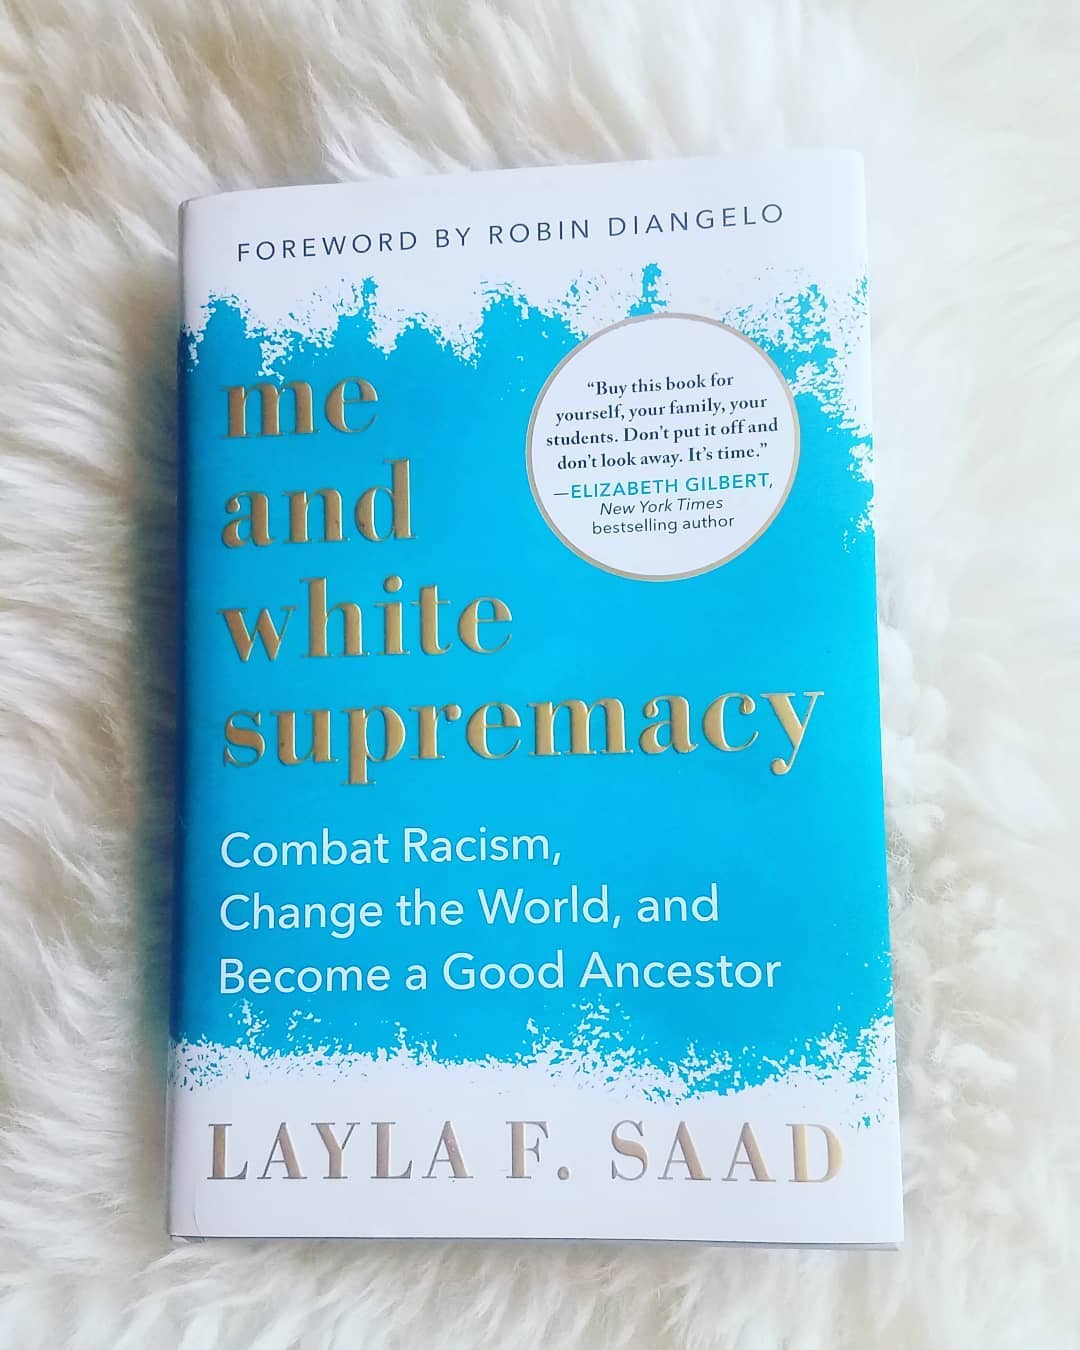 FOREWORD BY ROBIN DIANGELO
me
and
white
supremacy
“Buy this book for
yourself, your family, your
students. Don’t put it off and
don’t look away. It’s time.”
—ELIZABETH GILBERT,
New York Times
bestselling author
Combat Racism,
Change the World, and
Become a Good Ancestor
LAYLA F. SAAD